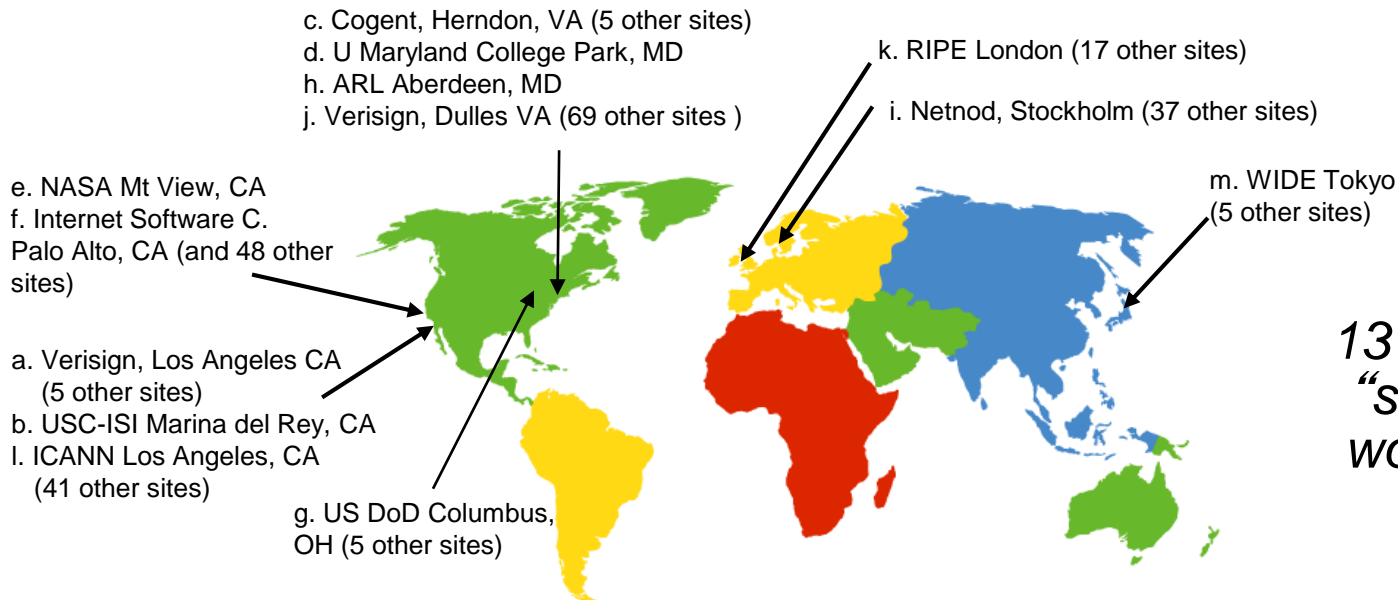 c. Cogent, Herndon, VA (5 other sites)
d. U Maryland College Park, MD
h. ARL Aberdeen, MD
j. Verisign, Dulles VA (69 other sites )
k. RIPE London (17 other sites)
i. Netnod, Stockholm (37 other sites)
m. WIDE Tokyo
(5 other sites)
e. NASA Mt View, CA
f. Internet Software C.
Palo Alto, CA (and 48 other
sites)
a. Verisign, Los Angeles CA
(5 other sites)
b. USC-ISI Marina del Rey, CA
l. ICANN Los Angeles, CA
(41 other sites)
g. US DoD Columbus,
OH (5 other sites)
13